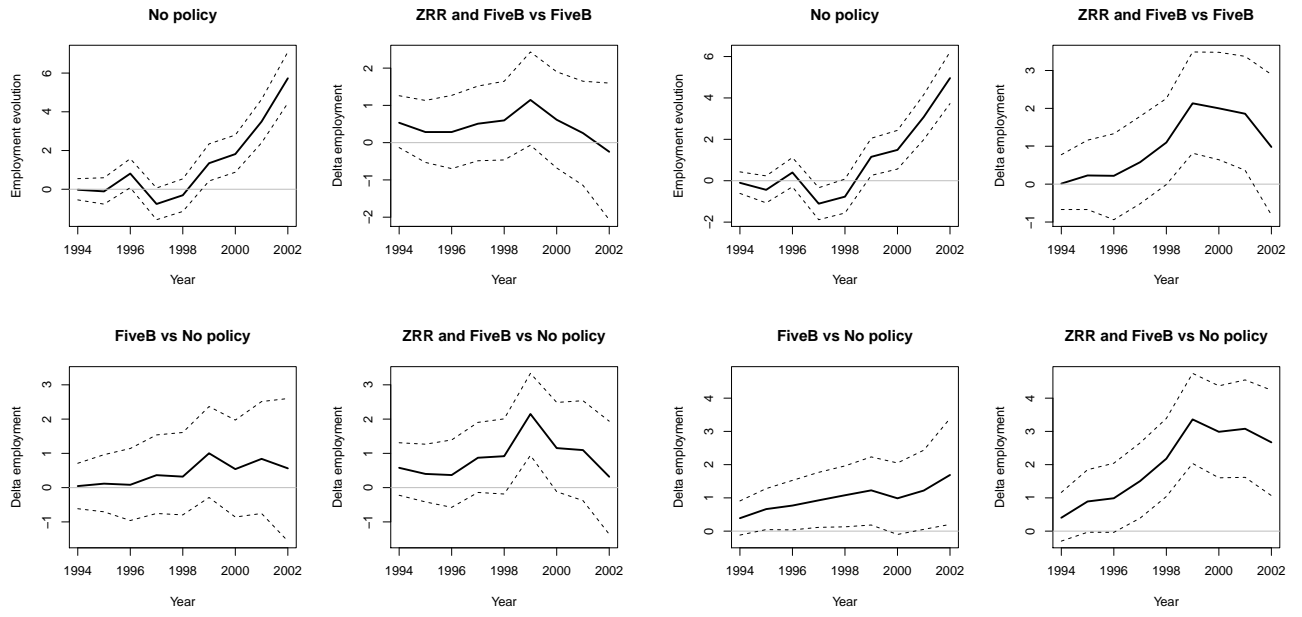 No policy
Employment evolution
6
4
2
0
1994 1996 1998 2000 2002
Year
ZRR and FiveB vs FiveB
Delta employment
2
1
0
−1
−2
1994 1996 1998 2000 2002
Year
No policy
Employment evolution
6
4
2
0
−2
1994 1996 1998 2000 2002
Year
ZRR and FiveB vs FiveB
Delta employment
3
2
1
0
−1
1994 1996 1998 2000 2002
Year
FiveB vs No policy
Delta employment
3
2
1
0
−1
1994 1996 1998 2000 2002
Year
ZRR and FiveB vs No policy
Delta employment
3
2
1
0
−1
1994 1996 1998 2000 2002
Year
FiveB vs No policy
Delta employment
4
3
2
1
0
1994 1996 1998 2000 2002
Year
ZRR and FiveB vs No policy
Delta employment
4
3
2
1
0
1994 1996 1998 2000 2002
Year